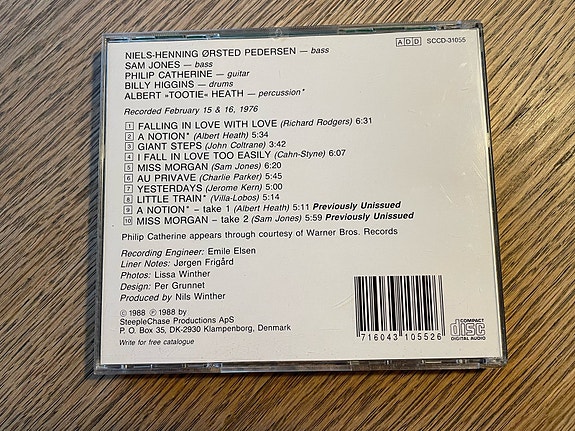 NIELS-HENNING ØRSTED PEDERSEN — bass
ADD SCCD-31055
SAM JONES — bass
PHILIP CATHERINE — guitar
BILLY HIGGINS — drums
ALBERT »TOOTIE« HEATH — percussion*
Recorded February 15 & 16, 1976
1 FALLING IN LOVE WITH LOVE (Richard Rodgers) 6:31
2 A NOTION* (Albert Heath) 5:34
3 GIANT STEPS (John Coltrane) 3:42
4 I FALL IN LOVE TOO EASILY (Cahn-Styne) 6:07
5 MISS MORGAN (Sam Jones) 6:20
6 AU PRIVAVE (Charlie Parker) 5:45
7 YESTERDAYS (Jerome Kern) 5:00
8 LITTLE TRAIN* (Villa-Lobos) 5:14
9 A NOTION* – take 1 (Albert Heath) 5:11 Previously Unissued
10 MISS MORGAN – take 2 (Sam Jones) 5:59 Previously Unissued
Philip Catherine appears through courtesy of Warner Bros. Records
Recording Engineer: Emile Elsen
Liner Notes: Jørgen Frigård
Photos: Lissa Winther
Design: Per Grunnet
Produced by Nils Winther
© 1988 ℗ 1988 by
SteepleChase Productions ApS
P. O. Box 35, DK-2930 Klampenborg, Denmark
Write for free catalogue
716043 105526
COMPACT
disc
DIGITAL AUDIO